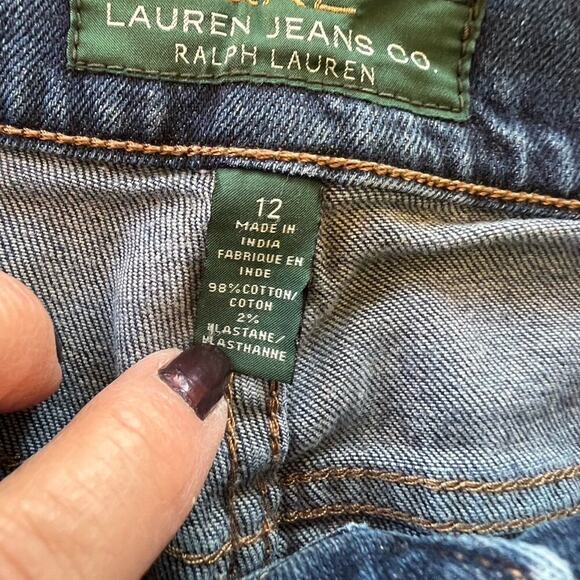 LAUREN JEANS CO.
RALPH LAUREN
12
MADE IN
INDIA
FABRIQUE EN
INDE
98% COTTON/
COTON
2%
ELASTANE/
ELASTHANNE